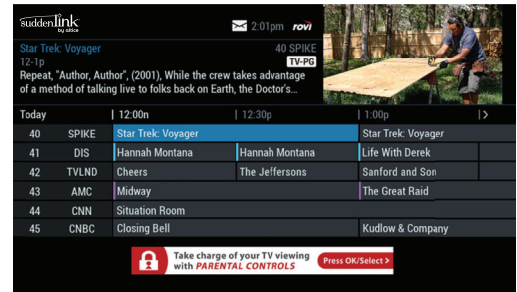 suddenlink
by altice
2:01pm rovi
Star Trek: Voyager 40 SPIKE
12-1p TV-PG
Repeat, "Author, Author", (2001), While the crew takes advantage
of a method of talking live to folks back on Earth, the Doctor's...
Today 12:00n 12:30p 1:00p
40 SPIKE Star Trek: Voyager Star Trek: Voyager
41 DIS Hannah Montana Hannah Montana Life With Derek
42 TVLND Cheers The Jeffersons Sanford and Son
43 AMC Midway The Great Raid
44 CNN Situation Room
45 CNBC Closing Bell Kudlow & Company
Take charge of your TV viewing
with PARENTAL CONTROLS
Press OK/Select >